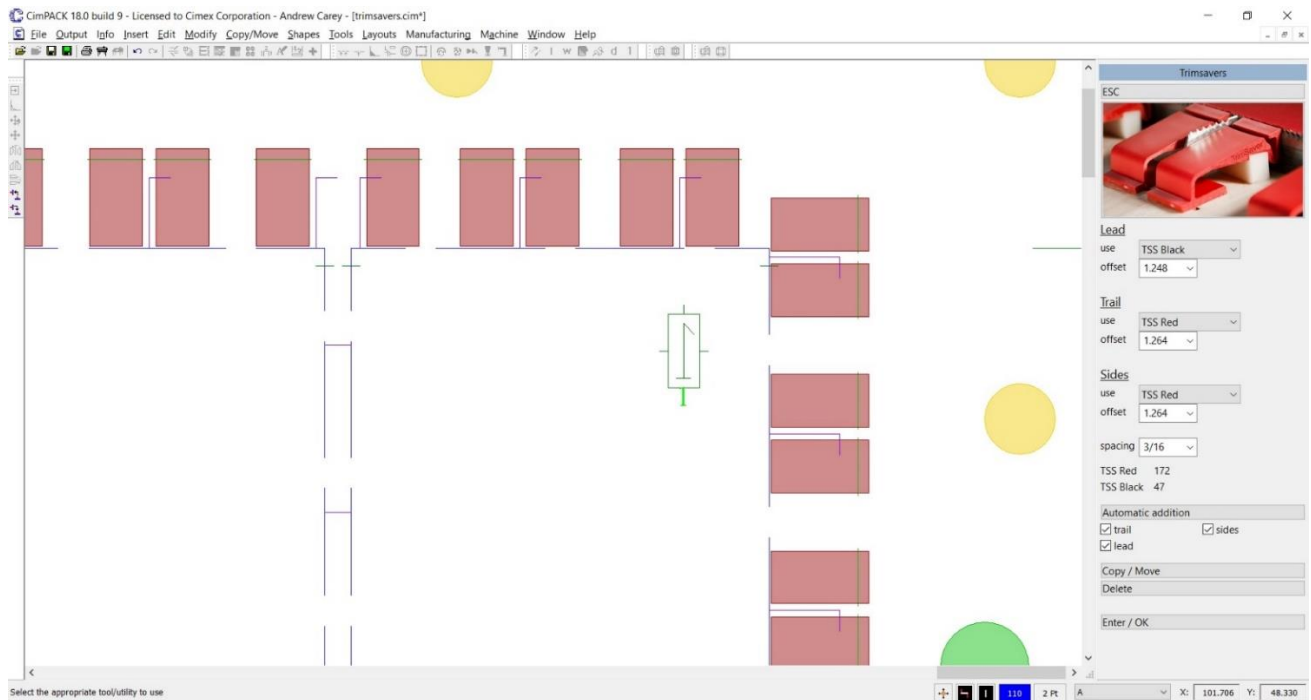 CimPACK 18.0 build 9 - Licensed to Cimex Corporation - Andrew Carey - [trimsavers.cim*]
File Output Info Insert Edit Modify Copy/Move Shapes Tools Layouts Manufacturing Machine Window Help
Trimsavers
ESC
Lead
use TSS Black
offset 1.248
Trail
use TSS Red
offset 1.264
Sides
use TSS Red
offset 1.264
spacing 3/16
TSS Red 172
TSS Black 47
Automatic addition
trail sides
lead
Copy / Move
Delete
Enter / OK
Select the appropriate tool/utility to use
110 2 Pt A X: 101.706 Y: 48.330